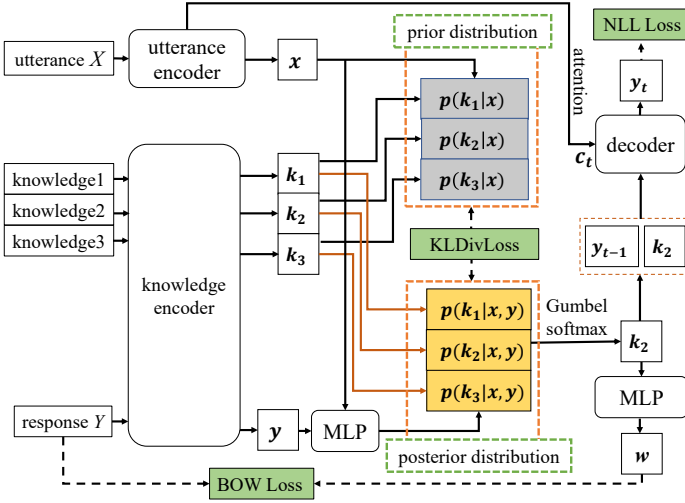 utterance X
utterance
encoder
x
prior distribution
NLL Loss
y_t
attention
c_t
decoder
p(k_1|x)
p(k_2|x)
p(k_3|x)
knowledge1
knowledge2
knowledge3
knowledge
encoder
k_1
k_2
k_3
KLDivLoss
y_{t-1}
k_2
p(k_1|x, y)
p(k_2|x, y)
p(k_3|x, y)
Gumbel
softmax
k_2
response Y
y
MLP
MLP
posterior distribution
w
BOW Loss